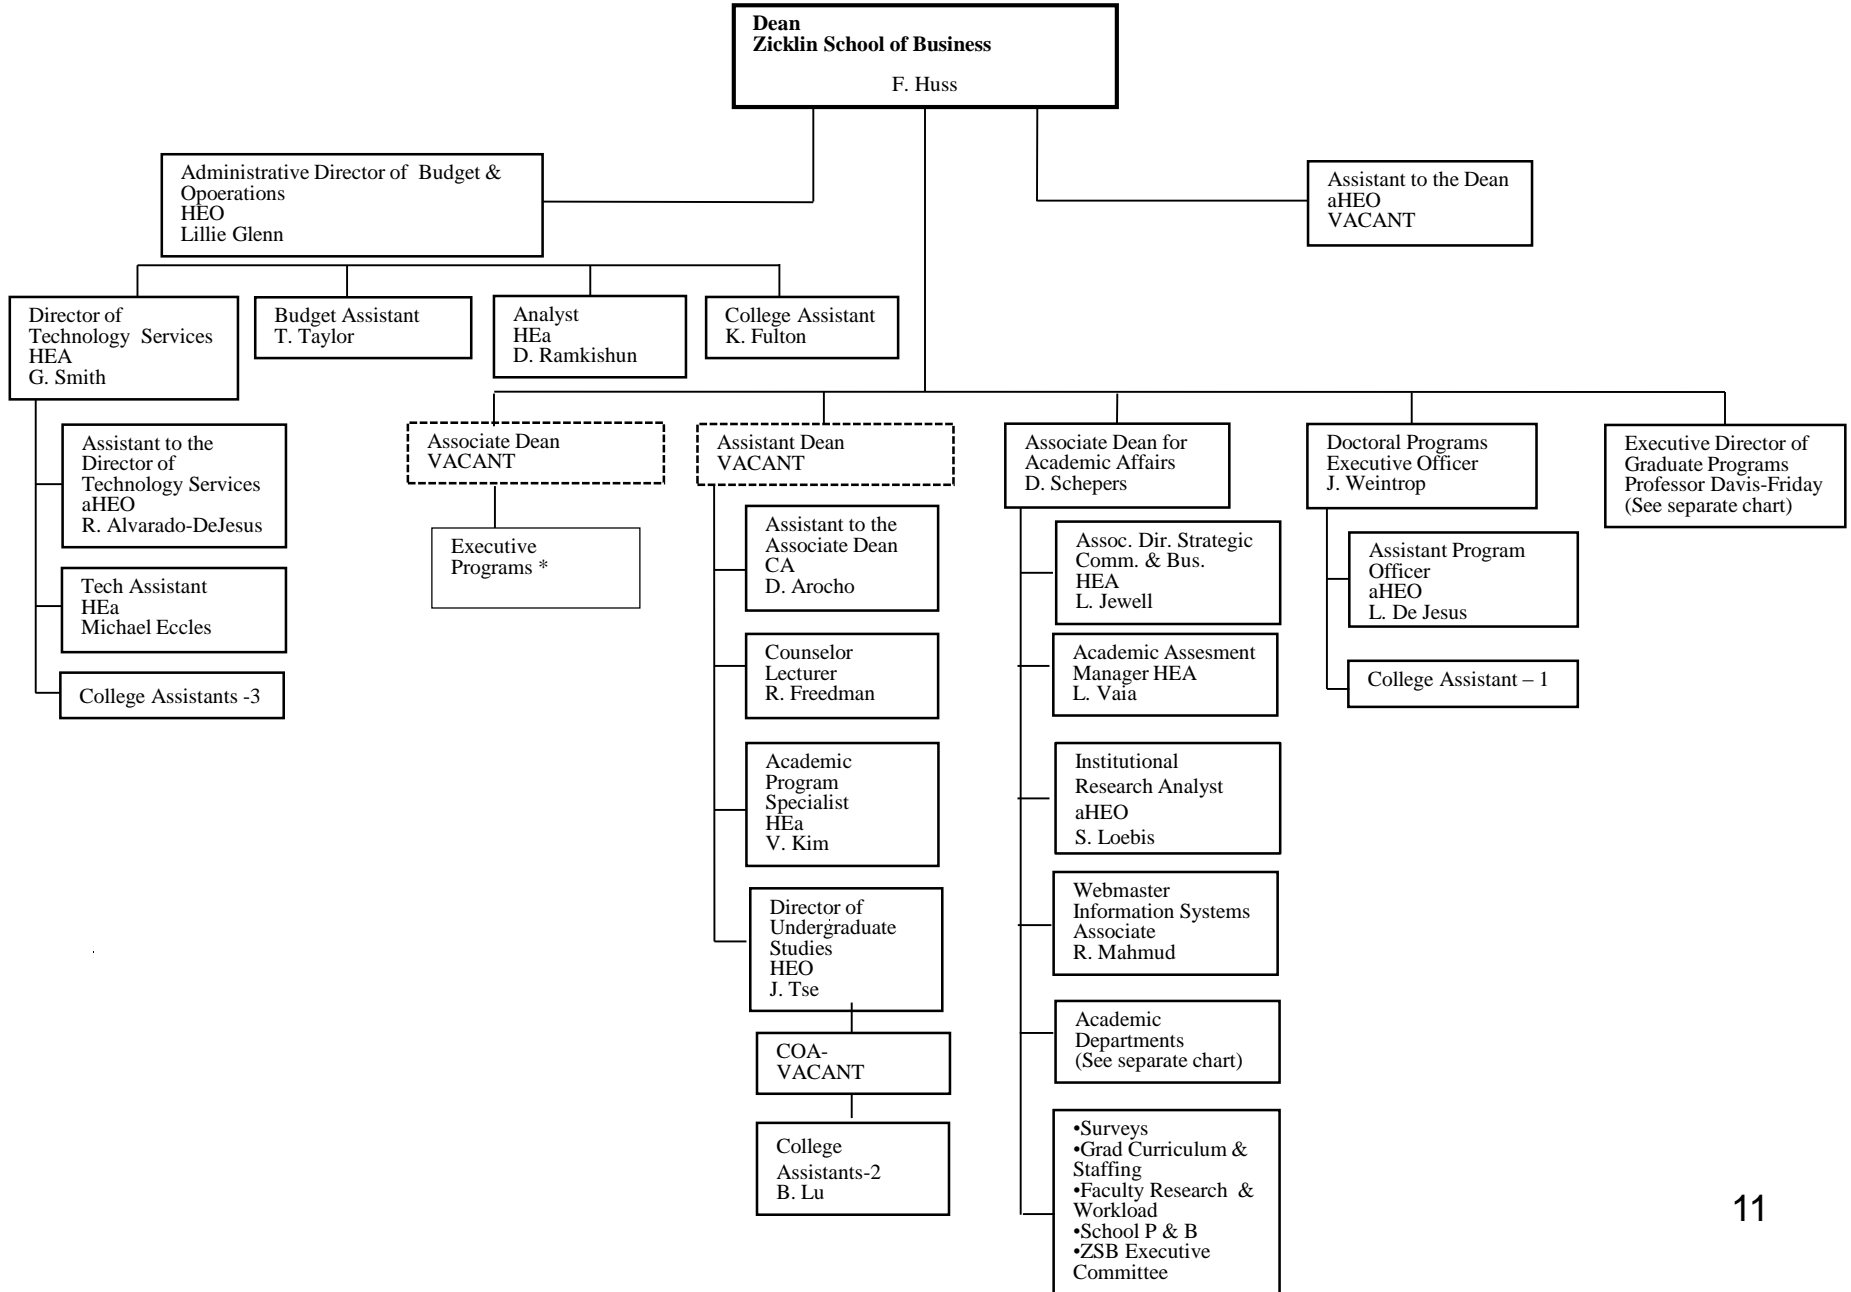 Dean
Zicklin School of Business
F. Huss
Administrative Director of Budget &
Opoerations
HEO
Lillie Glenn
Assistant to the Dean
aHEO
VACANT
Director of
Technology Services
HEA
G. Smith
Budget Assistant
T. Taylor
Analyst
HEa
D. Ramkishun
College Assistant
K. Fulton
Assistant to the
Director of
Technology Services
aHEO
R. Alvarado-DeJesus
Tech Assistant
HEa
Michael Eccles
College Assistants -3
Associate Dean
VACANT
Executive
Programs *
Assistant Dean
VACANT
Assistant to the
Associate Dean
CA
D. Arocho
Counselor
Lecturer
R. Freedman
Academic
Program
Specialist
HEa
V. Kim
Director of
Undergraduate
Studies
HEO
J. Tse
COA-
VACANT
College
Assistants-2
B. Lu
Associate Dean for
Academic Affairs
D. Schepers
Assoc. Dir. Strategic
Comm. & Bus.
HEA
L. Jewell
Academic Assesment
Manager HEA
L. Vaia
Institutional
Research Analyst
aHEO
S. Loebis
Webmaster
Information Systems
Associate
R. Mahmud
Academic
Departments
(See separate chart)
•Surveys
•Grad Curriculum &
Staffing
•Faculty Research &
Workload
•School P & B
•ZSB Executive
Committee
Doctoral Programs
Executive Officer
J. Weintrop
Assistant Program
Officer
aHEO
L. De Jesus
College Assistant – 1
Executive Director of
Graduate Programs
Professor Davis-Friday
(See separate chart)
11